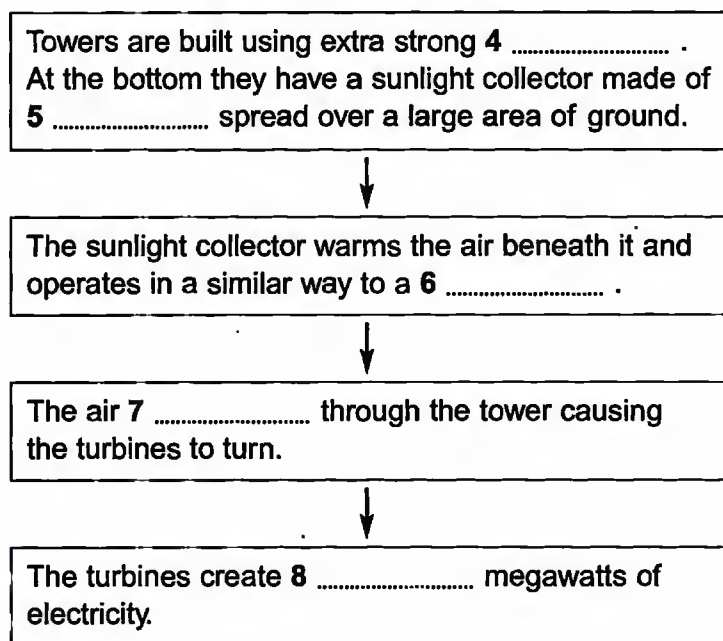 Towers are built using extra strong 4 .............................. .
At the bottom they have a sunlight collector made of
5 .............................. spread over a large area of ground.
The sunlight collector warms the air beneath it and
operates in a similar way to a 6 .............................. .
The air 7 .............................. through the tower causing
the turbines to turn.
The turbines create 8 .............................. megawatts of
electricity.